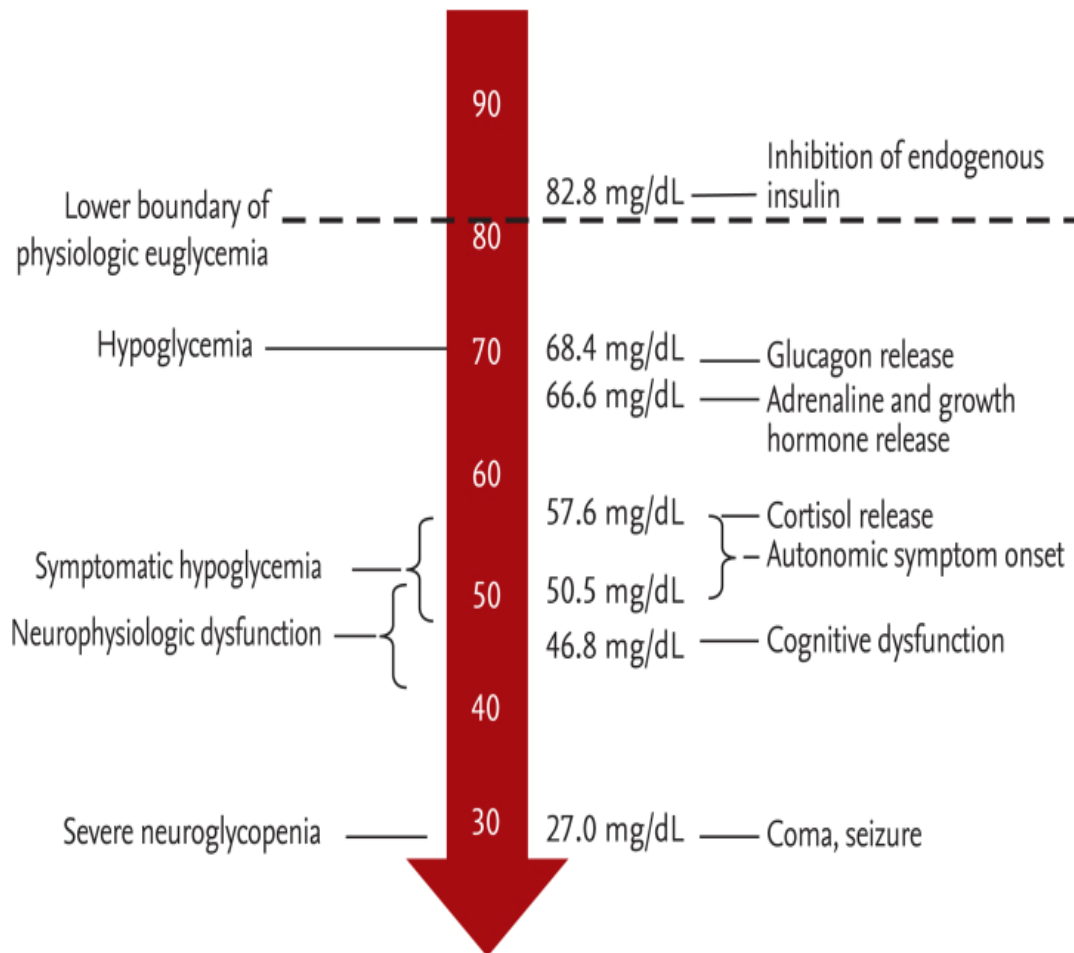 90
Inhibition of endogenous
82.8 mg/dL
insulin
Lower boundary of
physiologic euglycemia
80
Hypoglycemia
70
68.4 mg/dL
Glucagon release
66.6 mg/dL
Adrenaline and growth
hormone release
60
57.6 mg/dL
Cortisol release
Symptomatic hypoglycemia
Autonomic symptom onset
50
50.5 mg/dL
Neurophysiologic dysfunction
46.8 mg/dL
Cognitive dysfunction
40
Severe neuroglycopenia
30
27.0 mg/dL
Coma, seizure